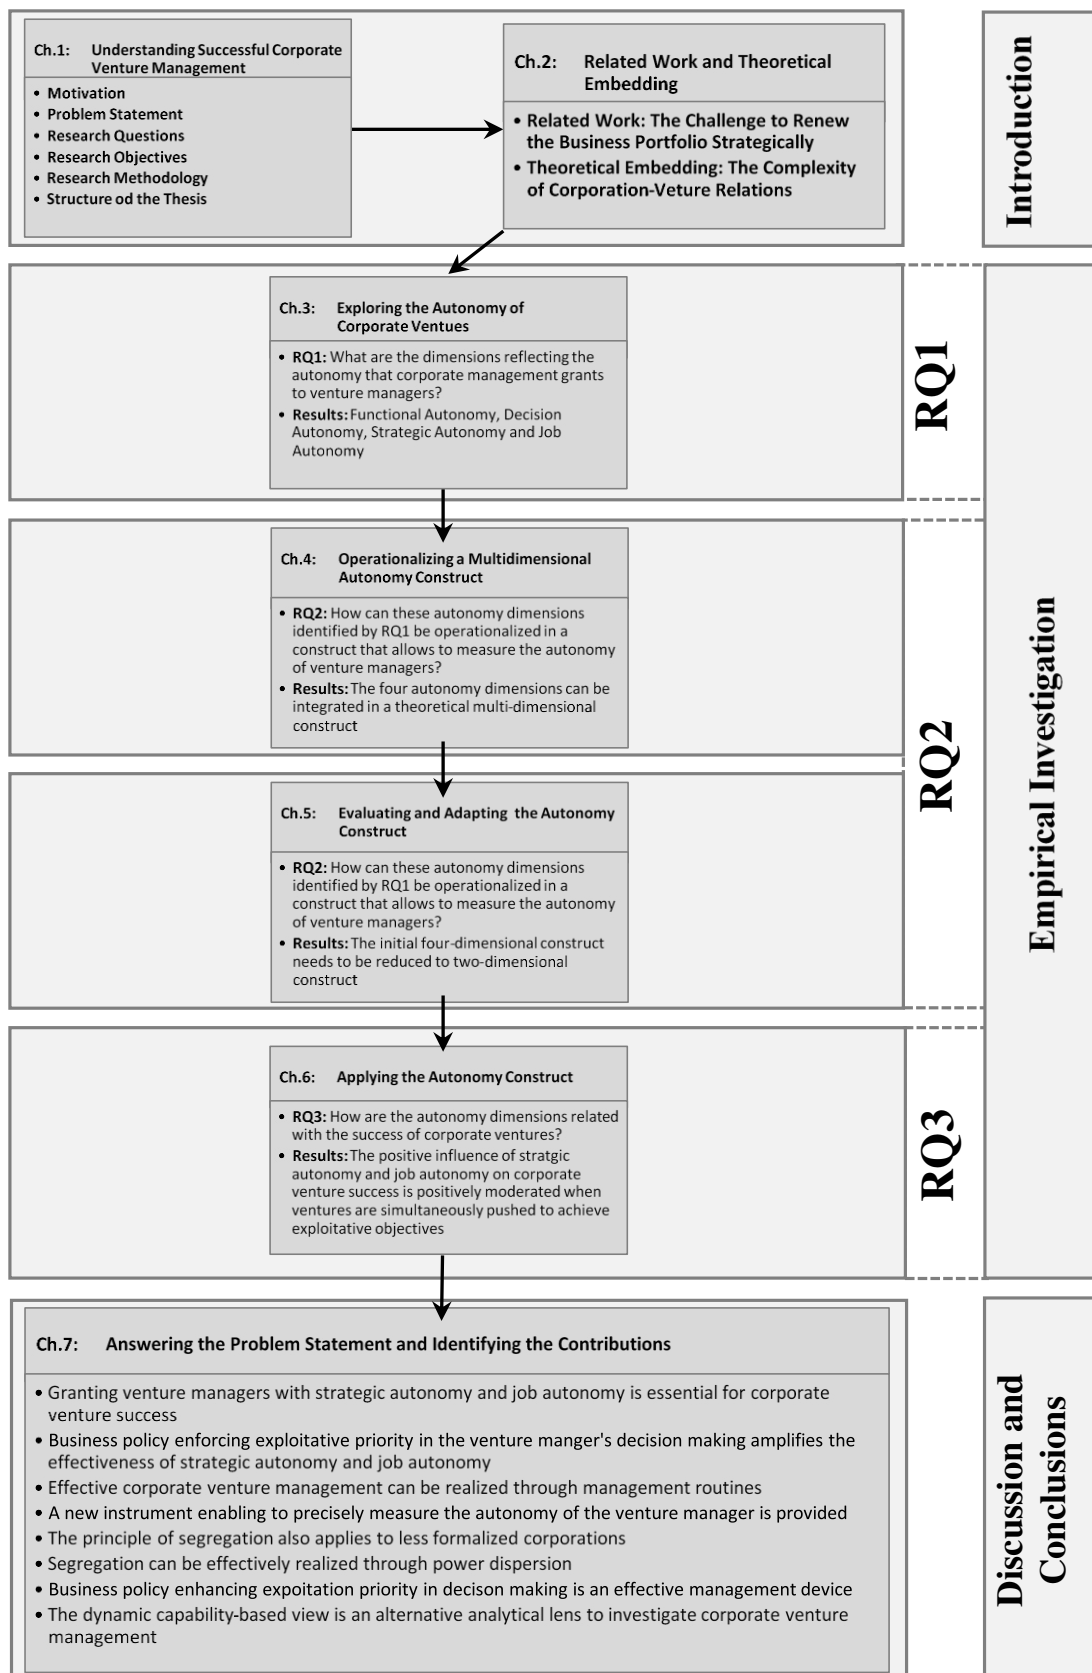 Ch.1: Understanding Successful Corporate
Venture Management
• Motivation
• Problem Statement
• Research Questions
• Research Objectives
• Research Methodology
• Structure od the Thesis
Ch.2: Related Work and Theoretical
Embedding
• Related Work: The Challenge to Renew
the Business Portfolio Strategically
• Theoretical Embedding: The Complexity
of Corporation-Veture Relations
Introduction
Ch.3: Exploring the Autonomy of
Corporate Ventues
• RQ1: What are the dimensions reflecting the
autonomy that corporate management grants
to venture managers?
• Results: Functional Autonomy, Decision
Autonomy, Strategic Autonomy and Job
Autonomy
RQ1
Ch.4: Operationalizing a Multidimensional
Autonomy Construct
• RQ2: How can these autonomy dimensions
identified by RQ1 be operationalized in a
construct that allows to measure the autonomy
of venture managers?
• Results: The four autonomy dimensions can be
integrated in a theoretical multi-dimensional
construct
Ch.5: Evaluating and Adapting the Autonomy
Construct
• RQ2: How can these autonomy dimensions
identified by RQ1 be operationalized in a
construct that allows to measure the autonomy
of venture managers?
• Results: The initial four-dimensional construct
needs to be reduced to two-dimensional
construct
RQ2
Ch.6: Applying the Autonomy Construct
• RQ3: How are the autonomy dimensions related
with the success of corporate ventures?
• Results: The positive influence of stratgic
autonomy and job autonomy on corporate
venture success is positively moderated when
ventures are simultaneously pushed to achieve
exploitative objectives
RQ3
Empirical Investigation
Ch.7: Answering the Problem Statement and Identifying the Contributions
• Granting venture managers with strategic autonomy and job autonomy is essential for corporate
venture success
• Business policy enforcing exploitative priority in the venture manger's decision making amplifies the
effectiveness of strategic autonomy and job autonomy
• Effective corporate venture management can be realized through management routines
• A new instrument enabling to precisely measure the autonomy of the venture manager is provided
• The principle of segregation also applies to less formalized corporations
• Segregation can be effectively realized through power dispersion
• Business policy enhancing expoitation priority in decison making is an effective management device
• The dynamic capability-based view is an alternative analytical lens to investigate corporate venture
management
Discussion and
Conclusions